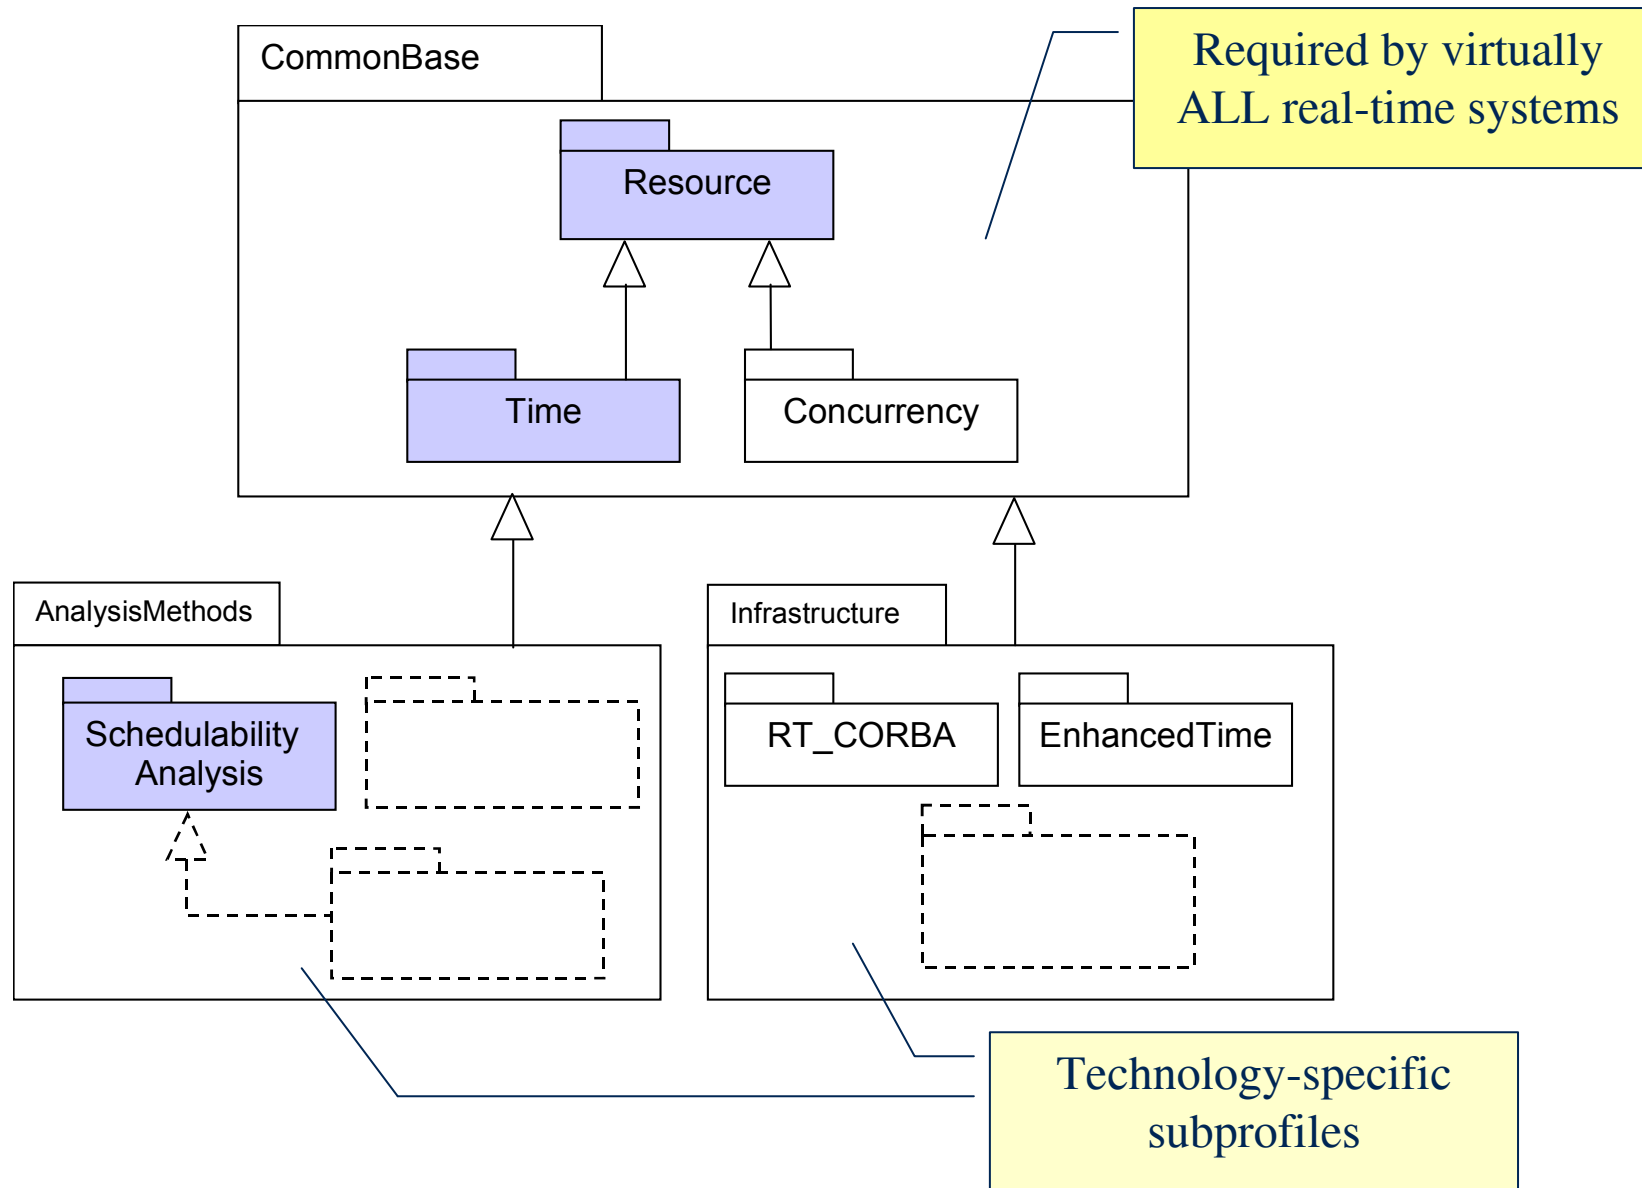 CommonBase
Required by virtually
ALL real-time systems
Resource
Time
Concurrency
AnalysisMethods
Infrastructure
Schedulability
Analysis
RT_CORBA
EnhancedTime
Technology-specific
subprofiles